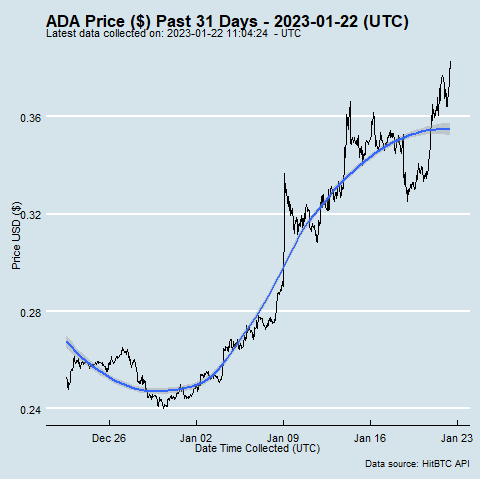 ADA Price ($) Past 31 Days - 2023-01-22 (UTC)
Latest data collected on: 2023-01-22 11:04:24 - UTC
Price USD ($)
0.36
0.32
0.28
0.24
Dec 26 Jan 02 Jan 09 Jan 16 Jan 23
Date Time Collected (UTC)
Data source: HitBTC API